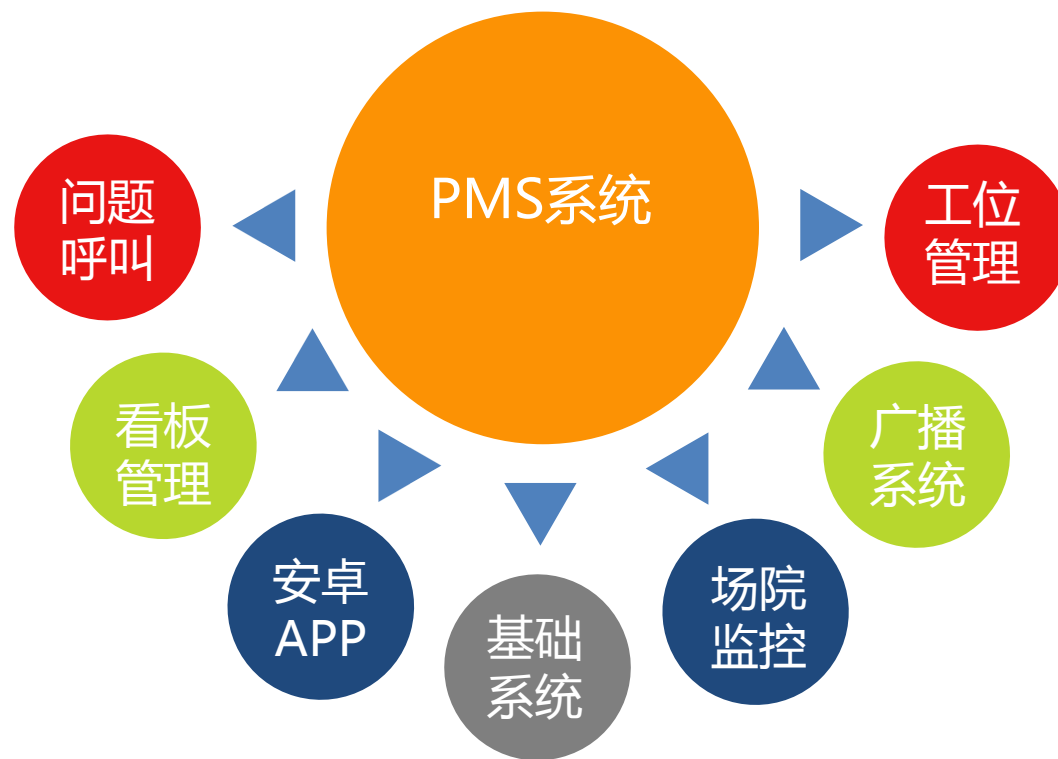 PMS系统
问题
呼叫
工位
管理
看板
管理
广播
系统
安卓
APP
场院
监控
基础
系统